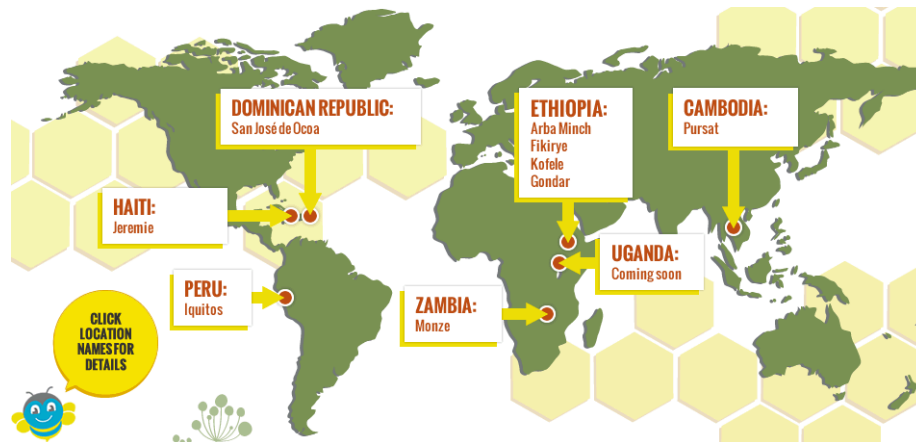 DOMINICAN REPUBLIC:
San José de Ocoa
ETHIOPIA:
Arba Minch
Fikirye
Kofele
Gondar
CAMBODIA:
Pursat
HAITI:
Jeremie
UGANDA:
Coming soon
PERU:
Iquitos
ZAMBIA:
Monze
CLICK
LOCATION
NAMES FOR
DETAILS